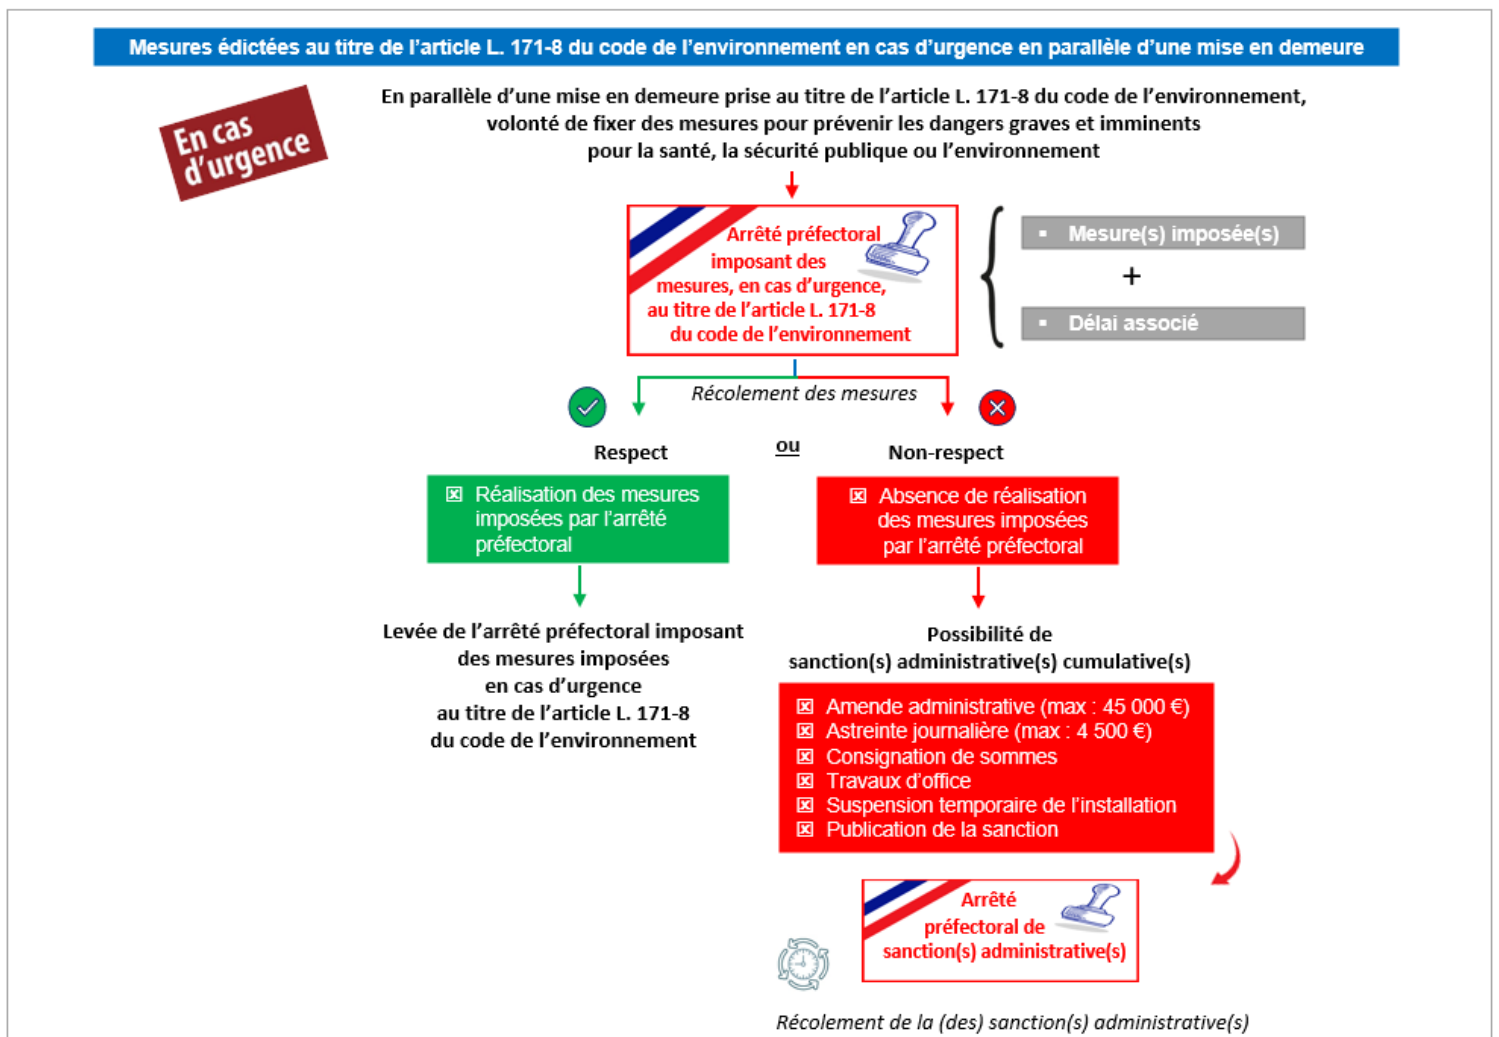 Mesures édictées au titre de l’article L. 171-8 du code de l’environnement en cas d’urgence en parallèle d’une mise en demeure
En cas
d’urgence
En parallèle d’une mise en demeure prise au titre de l’article L. 171-8 du code de l’environnement,
volonté de fixer des mesures pour prévenir les dangers graves et imminents
pour la santé, la sécurité publique ou l’environnement
Arrêté préfectoral
imposant des
mesures, en cas d’urgence,
au titre de l’article L. 171-8
du code de l’environnement
▪ Mesure(s) imposée(s)
+
▪ Délai associé
Récolement des mesures
Respect
ou
Non-respect
☒ Réalisation des mesures
imposées par l’arrêté
préfectoral
☒ Absence de réalisation
des mesures imposées
par l’arrêté préfectoral
Levée de l’arrêté préfectoral imposant
des mesures imposées
en cas d’urgence
au titre de l’article L. 171-8
du code de l’environnement
Possibilité de
sanction(s) administrative(s) cumulative(s)
☒ Amende administrative (max : 45 000 €)
☒ Astreinte journalière (max : 4 500 €)
☒ Consignation de sommes
☒ Travaux d’office
☒ Suspension temporaire de l’installation
☒ Publication de la sanction
Arrêté
préfectoral de
sanction(s) administrative(s)
Récolement de la (des) sanction(s) administrative(s)